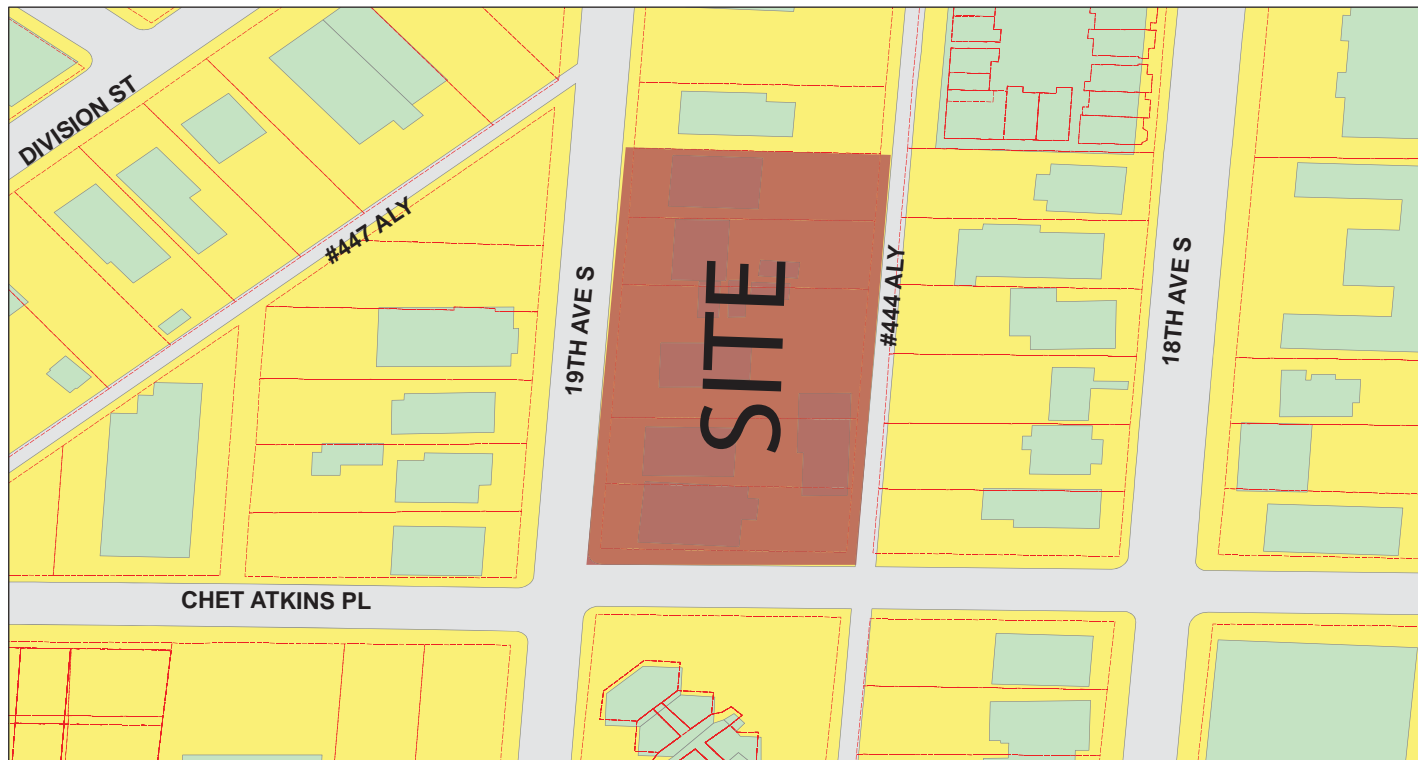 DIVISION ST
#447 ALY
19TH AVE S
SITE
#444 ALY
18TH AVE S
CHET ATKINS PL